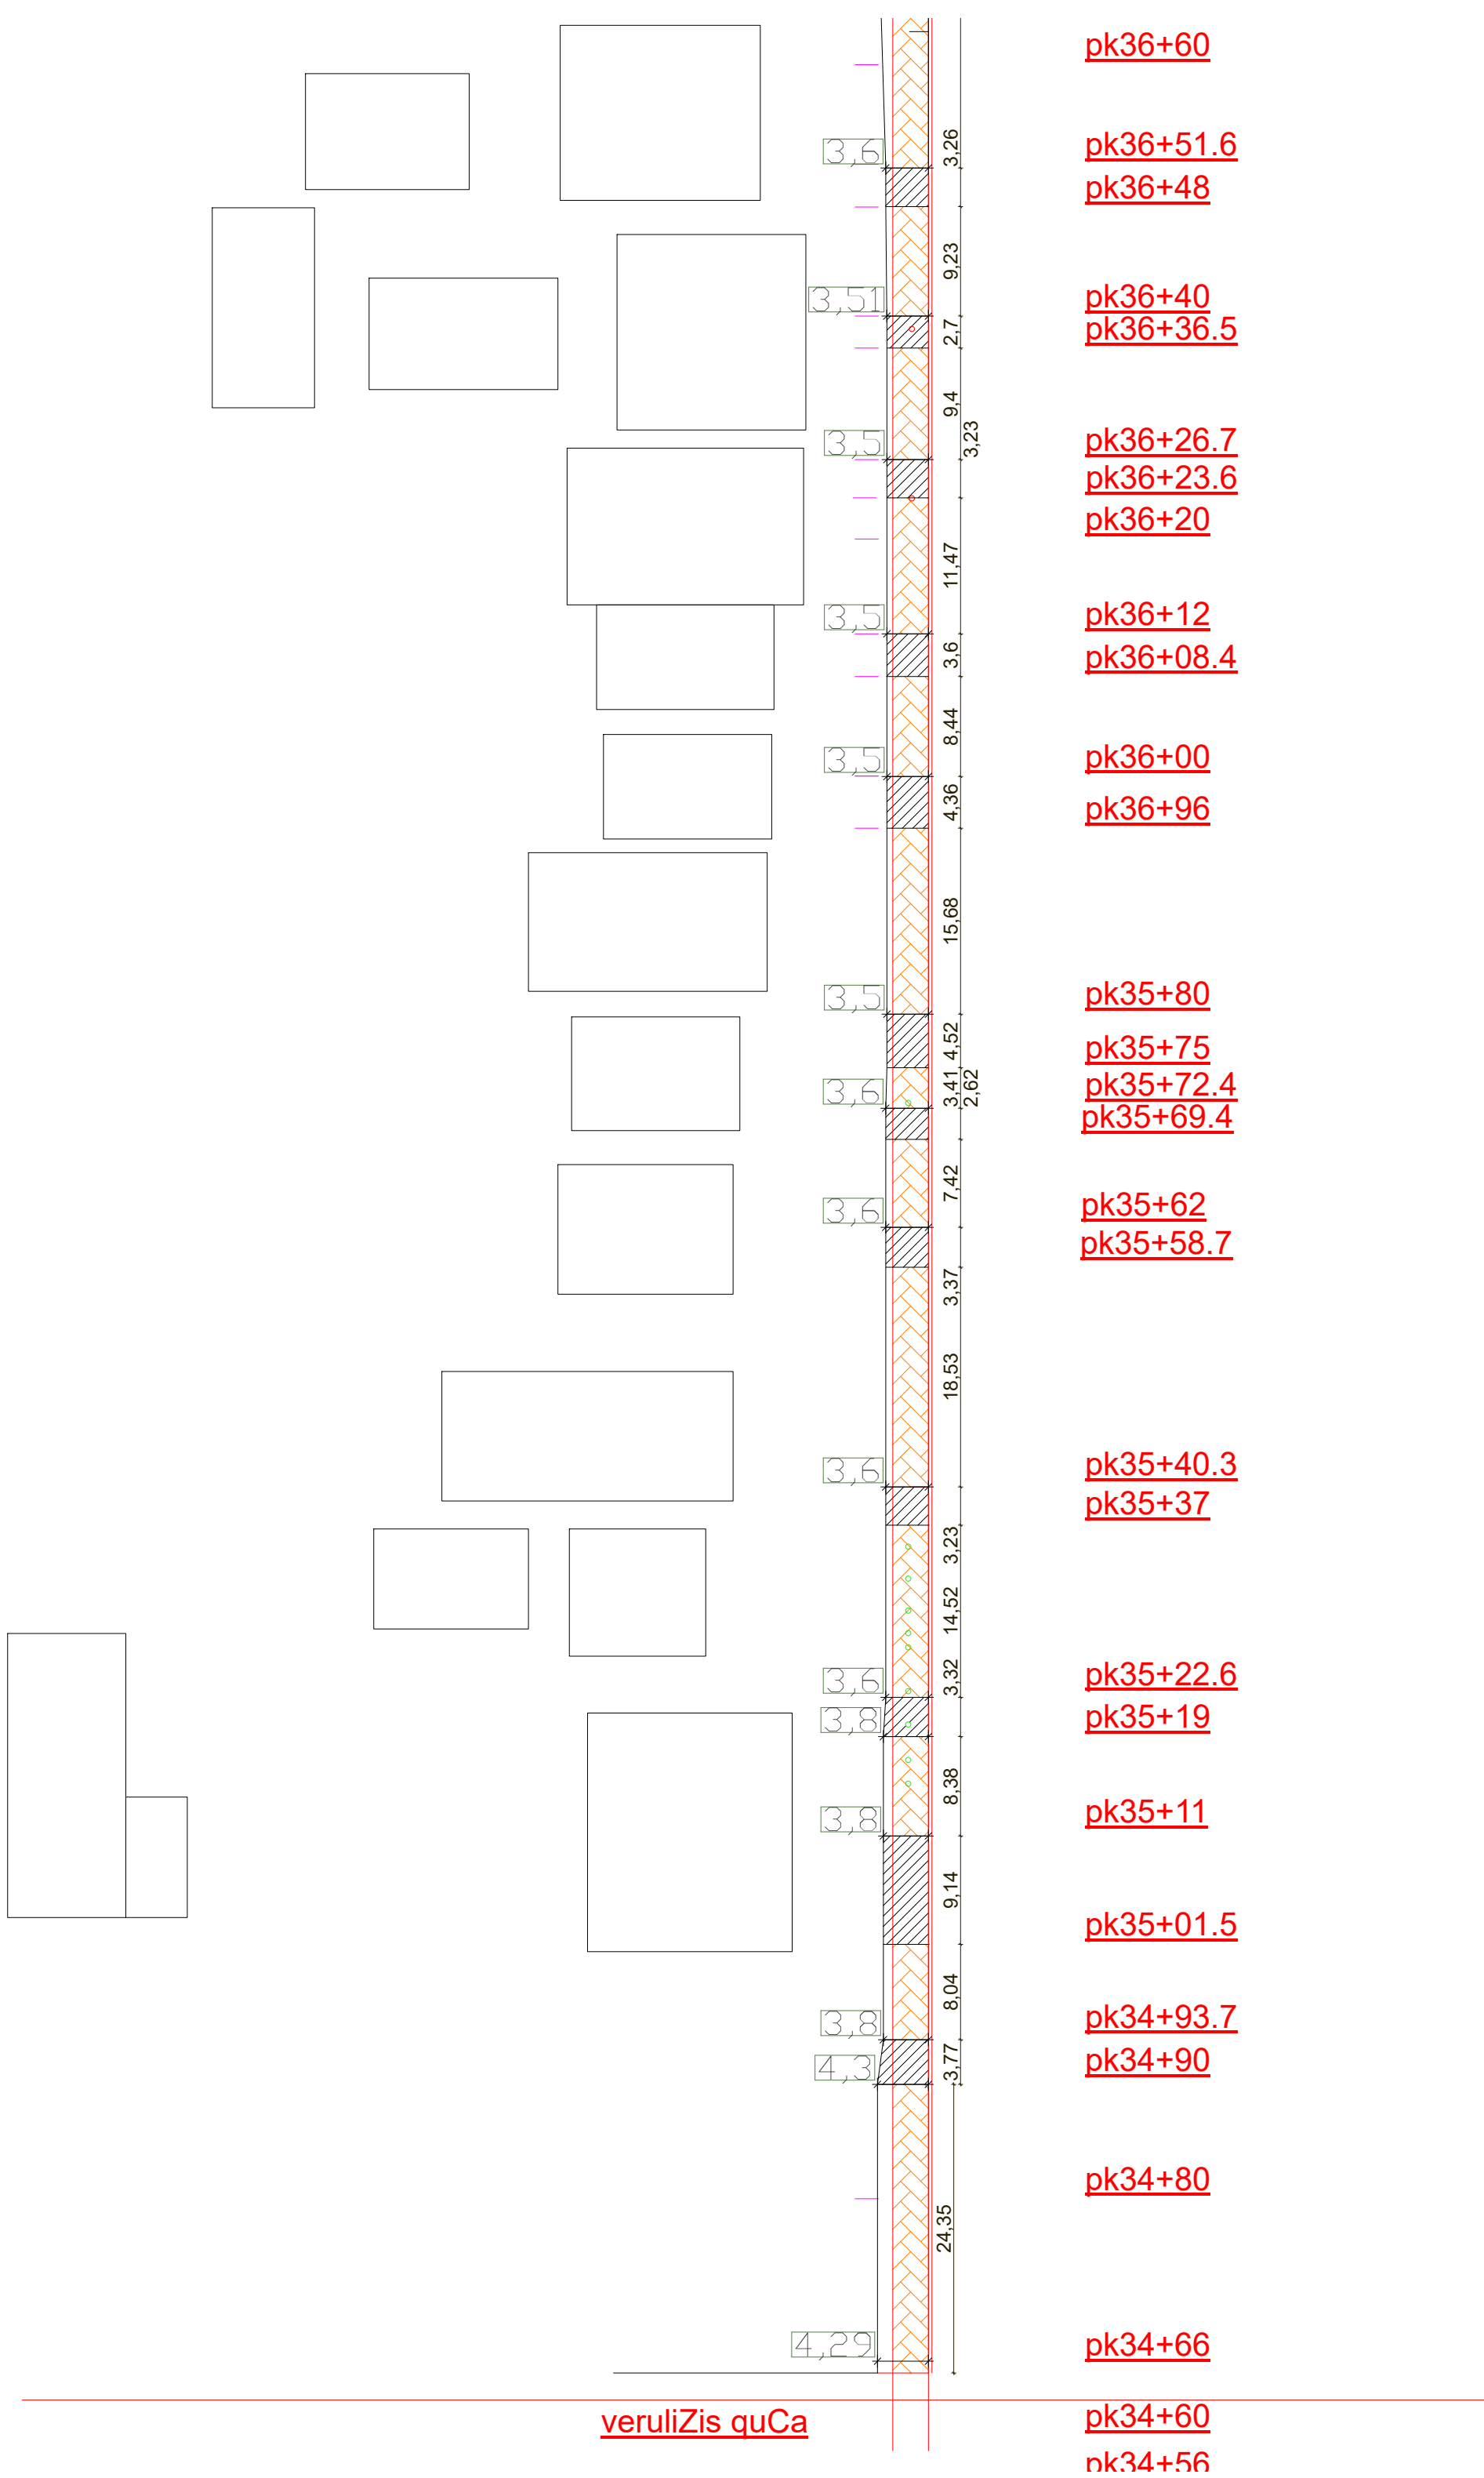 pk36+60
3,26
3,6
pk36+51.6
pk36+48
9,23
3,51
pk36+40
2,7
pk36+36.5
9,4
3,23
3,5
pk36+26.7
pk36+23.6
pk36+20
11,47
3,5
pk36+12
3,6
pk36+08.4
8,44
3,5
pk36+00
4,36
pk36+96
15,68
3,5
pk35+80
4,52
pk35+75
3,41
2,62
3,6
pk35+72.4
pk35+69.4
7,42
3,6
pk35+62
pk35+58.7
3,37
18,53
3,6
pk35+40.3
pk35+37
3,23
14,52
3,32
3,6
pk35+22.6
3,8
pk35+19
8,38
3,8
pk35+11
9,14
pk35+01.5
8,04
3,8
pk34+93.7
3,77
4,3
pk34+90
pk34+80
24,35
4,29
pk34+66
veruliZis quCa
pk34+60
pk34+56